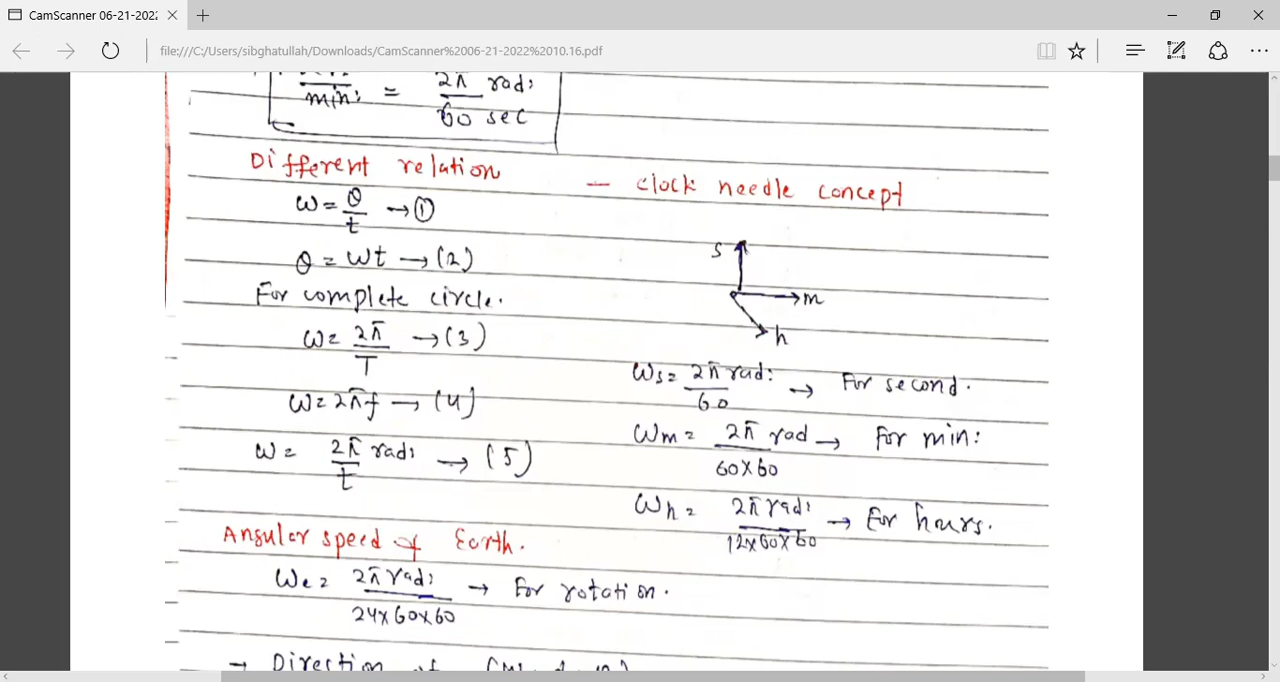 CamScanner 06-21-2022
file:///C:/Users/sibghatullah/Downloads/CamScanner%2006-21-2022%2010.16.pdf
min: = 2π rad: / 60 sec
Different relation
ω = θ/t → ①
θ = ωt → (2)
For complete circle.
ω = 2π/T → (3)
ω = 2πf → (4)
ω = 2π rad: / t → (5)
Angular speed of Earth.
ωe = 2π rad: / 24×60×60 → For rotation.
→ Direction of
— clock needle concept
s
m
h
ωs = 2π rad: / 60 → For second.
ωm = 2π rad / 60×60 → For min:
ωh = 2π rad: / 12×60×60 → For hours.